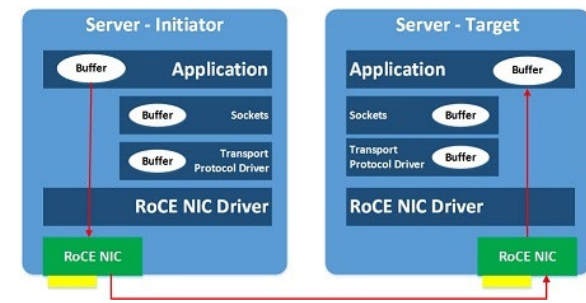 Server - Initiator
Buffer
Application
Buffer
Sockets
Buffer
Transport
Protocol Driver
RoCE NIC Driver
RoCE NIC
Server - Target
Application
Buffer
Sockets
Buffer
Transport
Protocol Driver
Buffer
RoCE NIC Driver
RoCE NIC